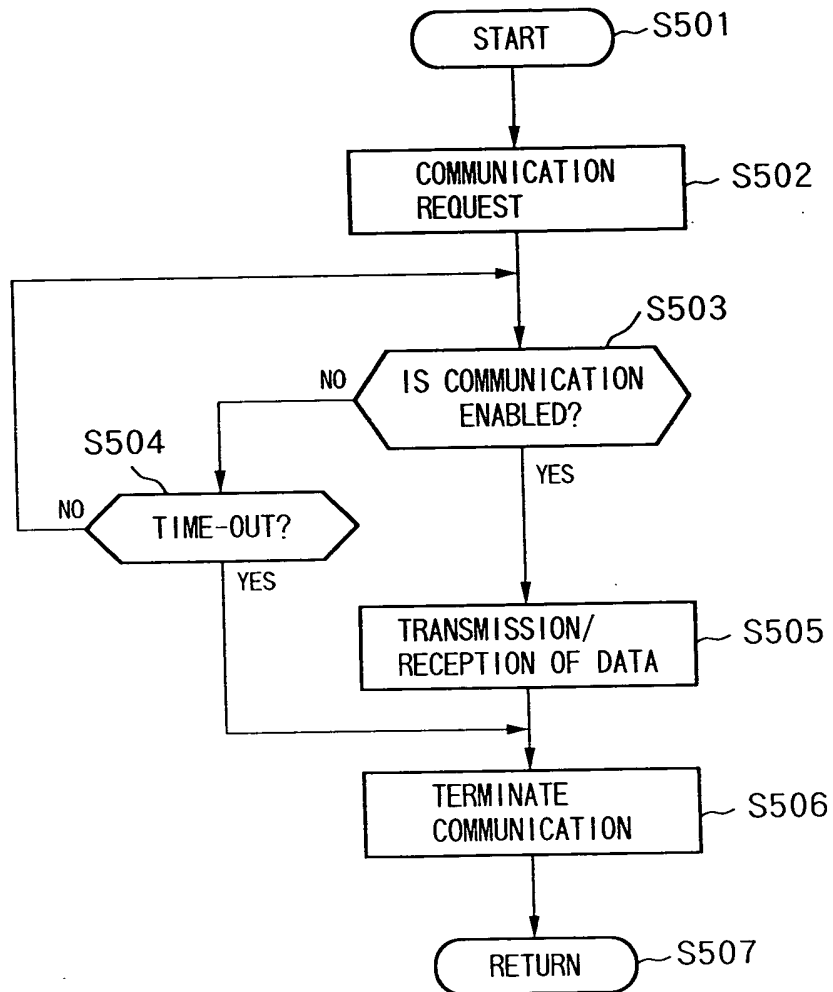 START
S501
COMMUNICATION
REQUEST
S502
S503
IS COMMUNICATION
ENABLED?
NO
YES
S504
TIME-OUT?
NO
YES
TRANSMISSION/
RECEPTION OF DATA
S505
TERMINATE
COMMUNICATION
S506
RETURN
S507